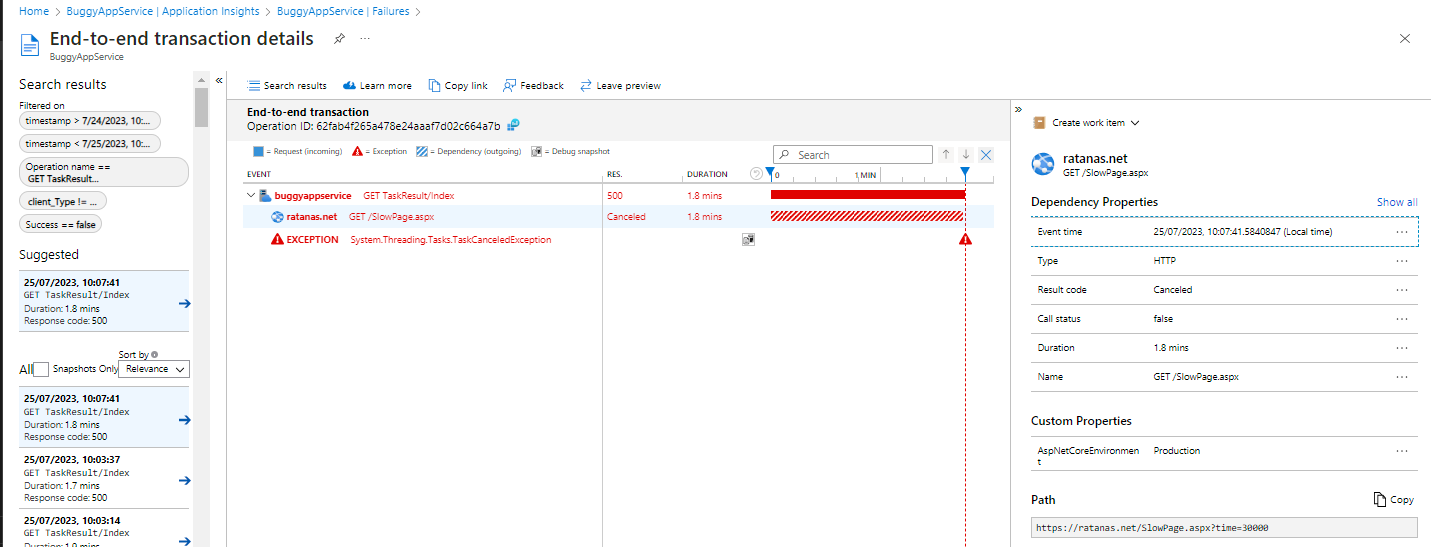 Home > BuggyAppService | Application Insights > BuggyAppService | Failures >
End-to-end transaction details
BuggyAppService
Search results
Filtered on
timestamp > 7/24/2023, 10:...
timestamp < 7/25/2023, 10:...
Operation name ==
GET TaskResult...
client_Type != ...
Success == false
Suggested
25/07/2023, 10:07:41
GET TaskResult/Index
Duration: 1.8 mins
Response code: 500
Sort by
All Snapshots Only Relevance
25/07/2023, 10:07:41
GET TaskResult/Index
Duration: 1.8 mins
Response code: 500
25/07/2023, 10:03:37
GET TaskResult/Index
Duration: 1.7 mins
Response code: 500
25/07/2023, 10:03:14
GET TaskResult/Index
Search results Learn more Copy link Feedback Leave preview
End-to-end transaction
Operation ID: 62fab4f265a478e24aaaf7d02c664a7b
= Request (incoming) = Exception = Dependency (outgoing) = Debug snapshot
Search
EVENT RES. DURATION 0 1 MIN
buggyappservice GET TaskResult/Index 500 1.8 mins
ratanas.net GET /SlowPage.aspx Canceled 1.8 mins
EXCEPTION System.Threading.Tasks.TaskCanceledException
Create work item
ratanas.net
GET /SlowPage.aspx
Dependency Properties Show all
Event time 25/07/2023, 10:07:41.5840847 (Local time) ...
Type HTTP ...
Result code Canceled ...
Call status false ...
Duration 1.8 mins ...
Name GET /SlowPage.aspx ...
Custom Properties
AspNetCoreEnvironmen
t Production ...
Path Copy
https://ratanas.net/SlowPage.aspx?time=30000